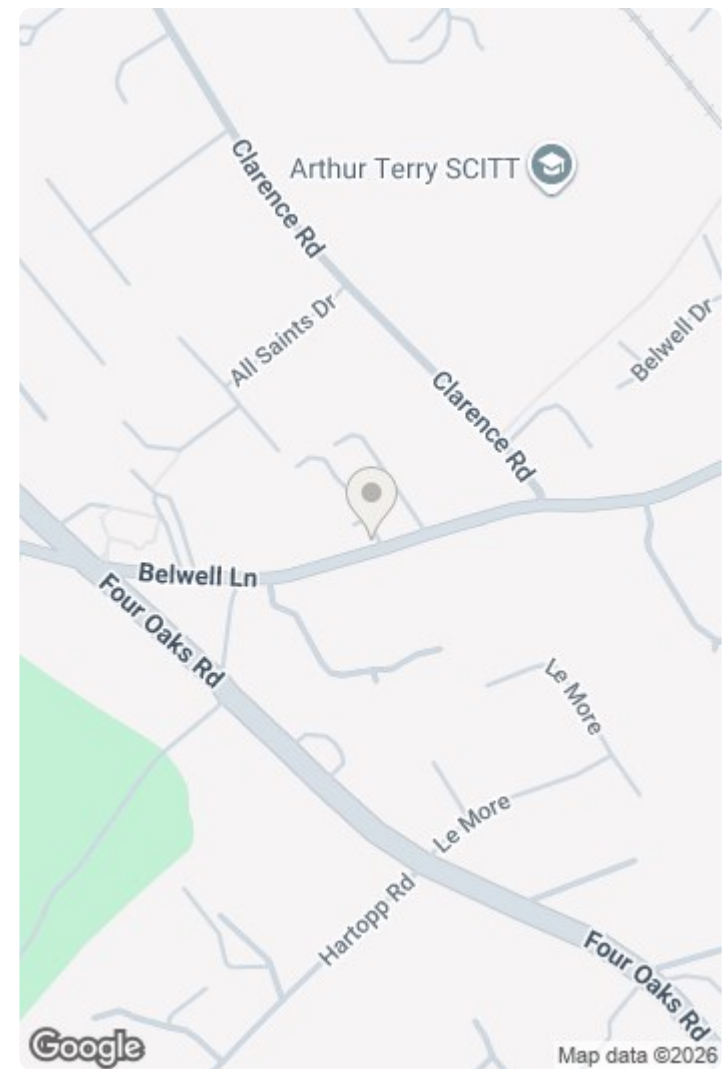 Arthur Terry SCITT
Clarence Rd
All Saints Dr
Belwell Dr
Clarence Rd
Belwell Ln
Four Oaks Rd
Le More
Le More
Hartopp Rd
Four Oaks Rd
Google
Map data ©2026